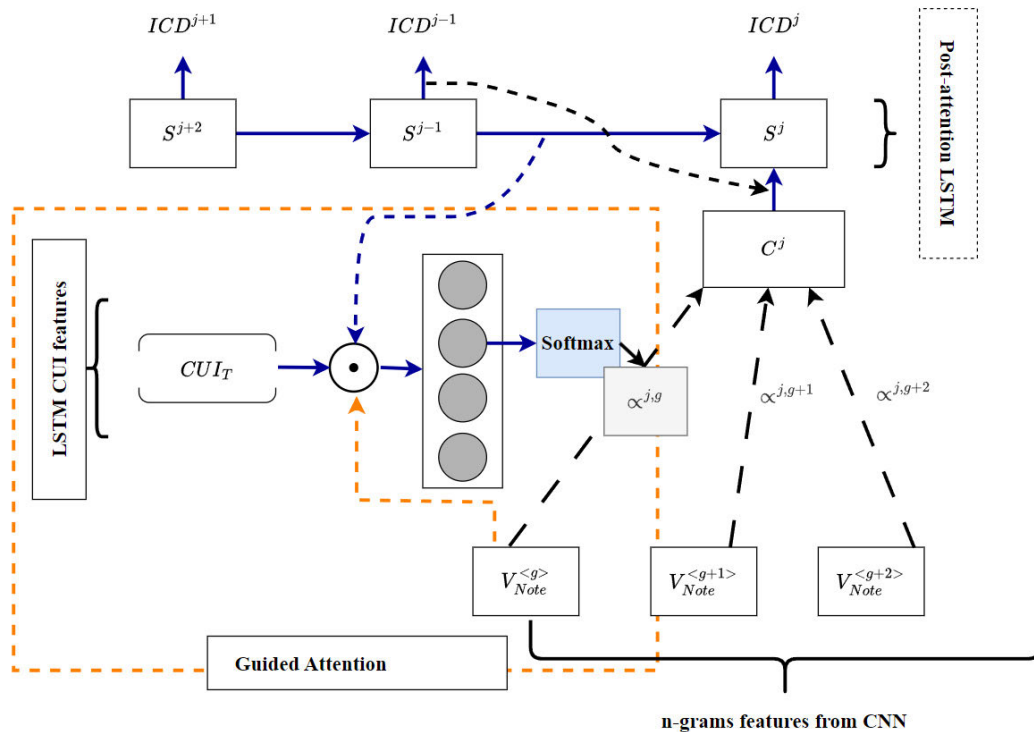 ICD^{j+1}
ICD^{j-1}
ICD^{j}
S^{j+2}
S^{j-1}
S^{j}
Post-attention LSTM
C^{j}
LSTM CUI features
CUI_{T}
Softmax
∝^{j,g}
∝^{j,g+1}
∝^{j,g+2}
V_{Note}^{<g>}
V_{Note}^{<g+1>}
V_{Note}^{<g+2>}
Guided Attention
n-grams features from CNN